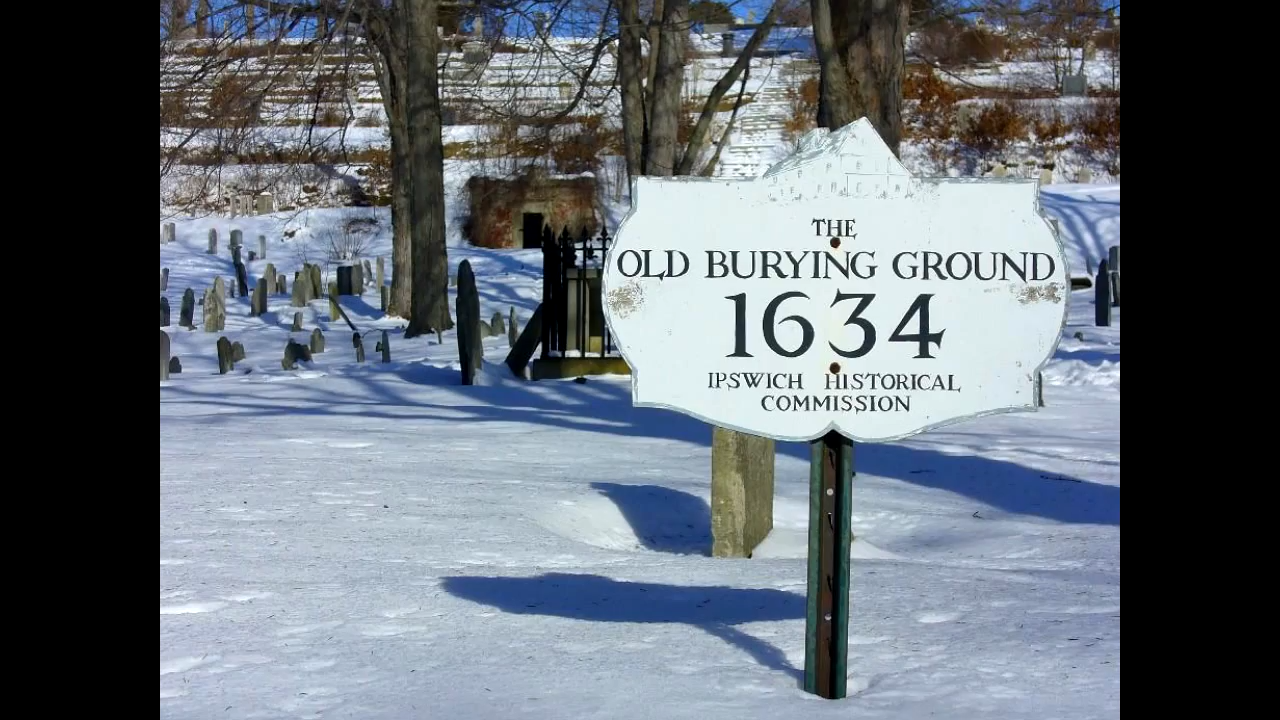 THE
OLD BURYING GROUND
1634
IPSWICH HISTORICAL
COMMISSION